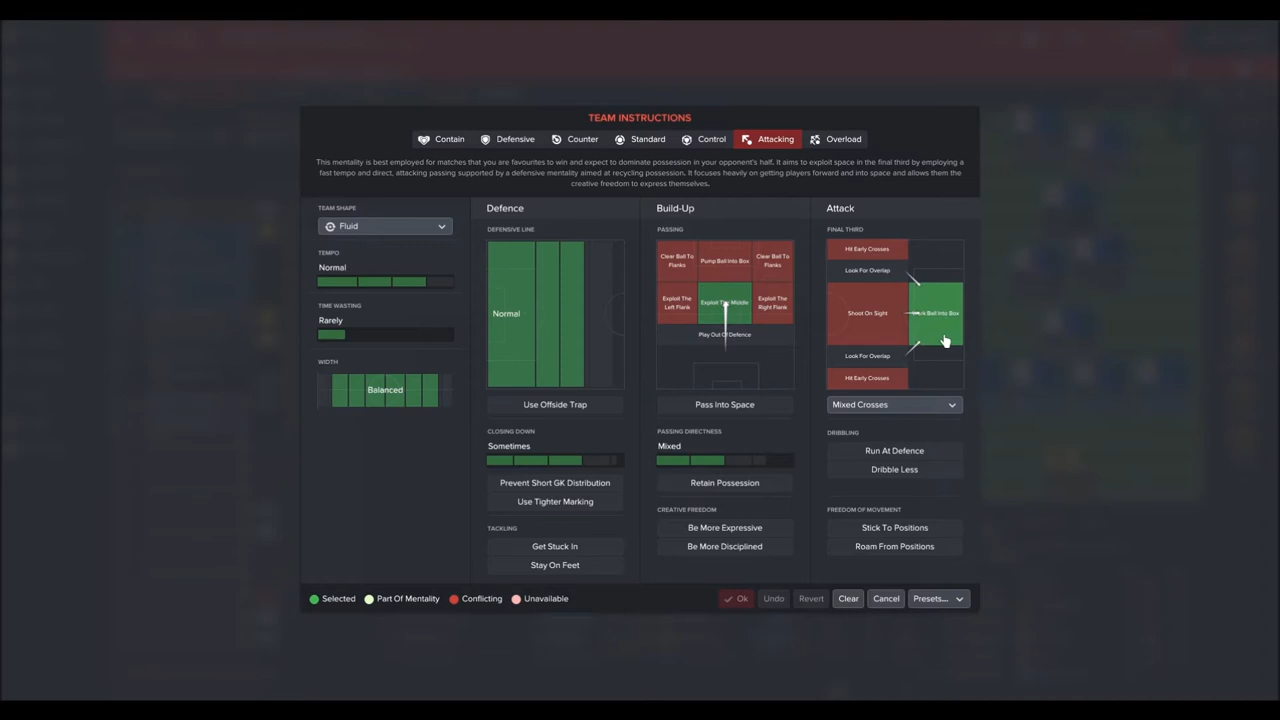 TEAM INSTRUCTIONS
Contain
Defensive
Counter
Standard
Control
Attacking
Overload
This mentality is best employed for matches that you are favourites to win and expect to dominate possession in your opponent's half. It aims to exploit space in the final third by employing a
fast tempo and direct, attacking passing supported by a defensive mentality aimed at recycling possession. It focuses heavily on getting players forward and into space and allows them the
creative freedom to express themselves.
TEAM SHAPE
Fluid
TEMPO
Normal
TIME WASTING
Rarely
WIDTH
Balanced
Defence
DEFENSIVE LINE
Normal
Use Offside Trap
CLOSING DOWN
Sometimes
Prevent Short GK Distribution
Use Tighter Marking
TACKLING
Get Stuck In
Stay On Feet
Build-Up
PASSING
Clear Ball To
Flanks
Pump Ball Into Box
Clear Ball To
Flanks
Exploit The
Left Flank
Exploit The Middle
Exploit The
Right Flank
Play Out Of Defence
Pass Into Space
PASSING DIRECTNESS
Mixed
Retain Possession
CREATIVE FREEDOM
Be More Expressive
Be More Disciplined
Attack
FINAL THIRD
Hit Early Crosses
Look For Overlap
Shoot On Sight
Work Ball Into Box
Look For Overlap
Hit Early Crosses
Mixed Crosses
DRIBBLING
Run At Defence
Dribble Less
FREEDOM OF MOVEMENT
Stick To Positions
Roam From Positions
Selected
Part Of Mentality
Conflicting
Unavailable
Ok
Undo
Revert
Clear
Cancel
Presets...